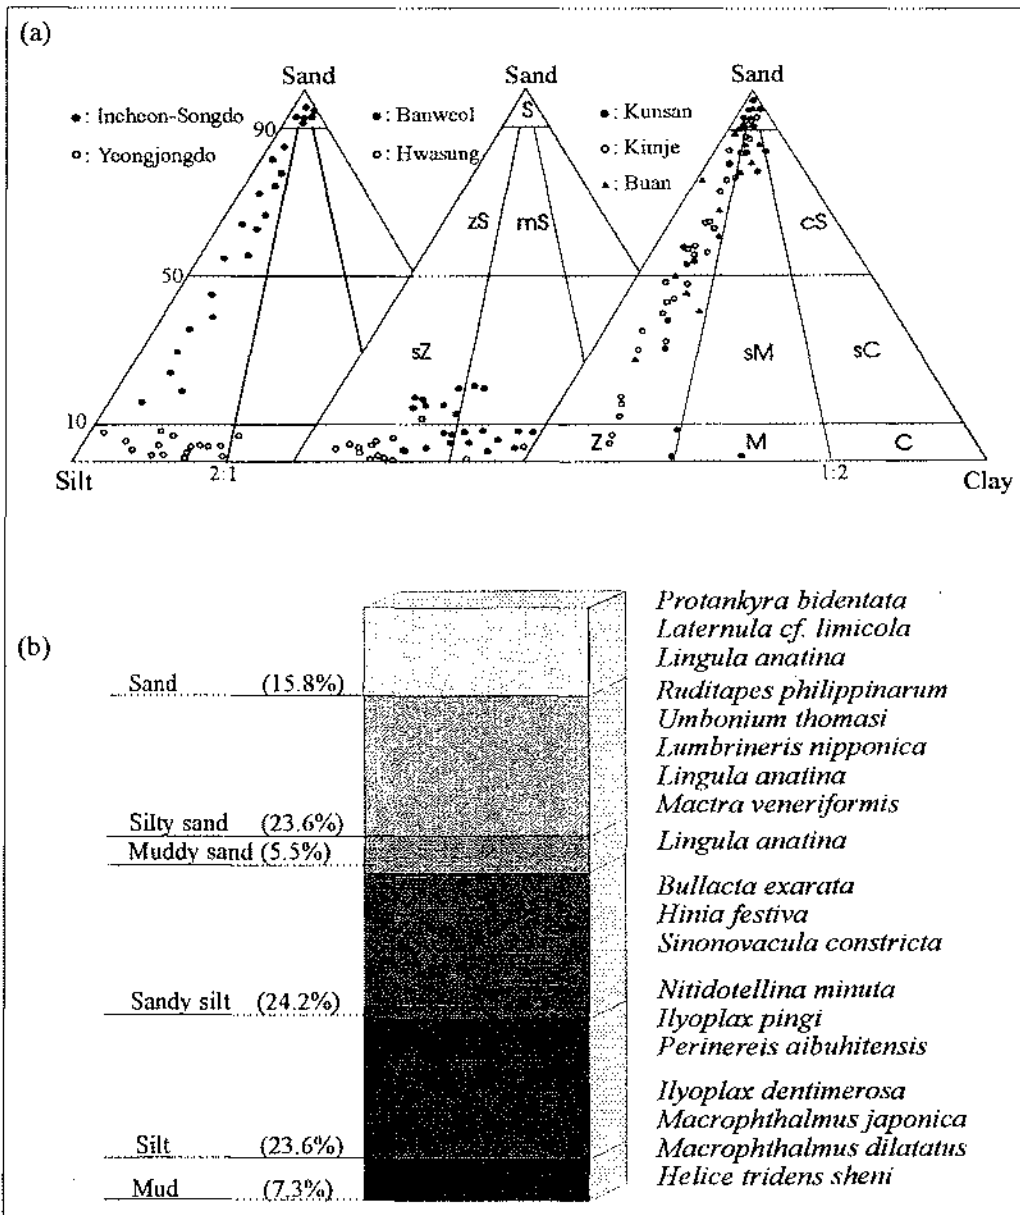 (a)
Sand Sand Sand
: Incheon-Songdo : Banweol : Kunsan
: Yeongjongdo : Hwasung : Kimje
: Buan
90
S
zS mS cS
50
sZ sM sC
10
Z M C
Silt 2:1 1:2 Clay
(b)
Protankyra bidentata
Laternula cf. limicola
Lingula anatina
Sand (15.8%)
Ruditapes philippinarum
Umbonium thomasi
Lumbrineris nipponica
Lingula anatina
Mactra veneriformis
Silty sand (23.6%)
Lingula anatina
Muddy sand (5.5%)
Bullacta exarata
Hinia festiva
Sinonovacula constricta
Sandy silt (24.2%)
Nitidotellina minuta
Ilyoplax pingi
Perinereis aibuhitensis
Ilyoplax dentimerosa
Macrophthalmus japonica
Silt (23.6%)
Macrophthalmus dilatatus
Helice tridens sheni
Mud (7.3%)